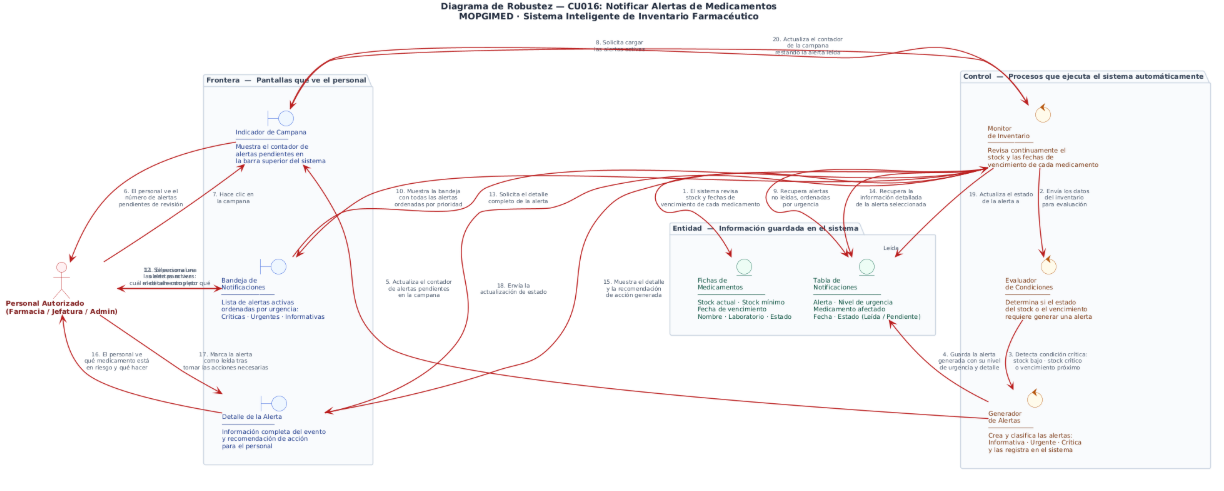 Diagrama de Robustez — CU016: Notificar Alertas de Medicamentos
MOPGIMED · Sistema Inteligente de Inventario Farmacéutico
8. Solicita cargar
las alertas activas
20. Actualiza el contador
de la campana
restando la alerta leída
Frontera — Pantallas que ve el personal
Control — Procesos que ejecuta el sistema automáticamente
Indicador de Campana
Muestra el contador de
alertas pendientes en
la barra superior del sistema
Monitor
de Inventario
Revisa continuamente el
stock y las fechas de
vencimiento de cada medicamento
6. El personal ve el
número de alertas
pendientes de revisión
7. Hace clic en
la campana
10. Muestra la bandeja
con todas las alertas
ordenadas por prioridad
13. Solicita el detalle
completo de la alerta
1. El sistema revisa
stock y fechas de
vencimiento de cada medicamento
9. Recupera alertas
no leídas, ordenadas
por urgencia
14. Recupera la
información detallada
de la alerta seleccionada
19. Actualiza el estado
de la alerta a
Leída
2. Envía los datos
del inventario
para evaluación
Entidad — Información guardada en el sistema
Personal Autorizado
(Farmacia / Jefatura / Admin)
Bandeja de
Notificaciones
Lista de alertas activas
ordenadas por urgencia:
Críticas · Urgentes · Informativas
5. Actualiza el contador
de alertas pendientes
en la campana
18. Envía la
actualización de estado
15. Muestra el detalle
y la recomendación
de acción generada
Fichas de
Medicamentos
Stock actual · Stock mínimo
Fecha de vencimiento
Nombre · Laboratorio · Estado
Tabla de
Notificaciones
Alerta · Nivel de urgencia
Medicamento afectado
Fecha · Estado (Leída / Pendiente)
Evaluador
de Condiciones
Determina si el estado
del stock o el vencimiento
requiere generar una alerta
16. El personal ve
qué medicamento está
en riesgo y qué hacer
17. Marca la alerta
como leída tras
tomar las acciones necesarias
4. Guarda la alerta
generada con su nivel
de urgencia y detalle
3. Detecta condición crítica:
stock bajo · stock crítico
o vencimiento próximo
Detalle de la Alerta
Información completa del evento
y recomendación de acción
para el personal
Generador
de Alertas
Crea y clasifica las alertas:
Informativa · Urgente · Crítica
y las registra en el sistema